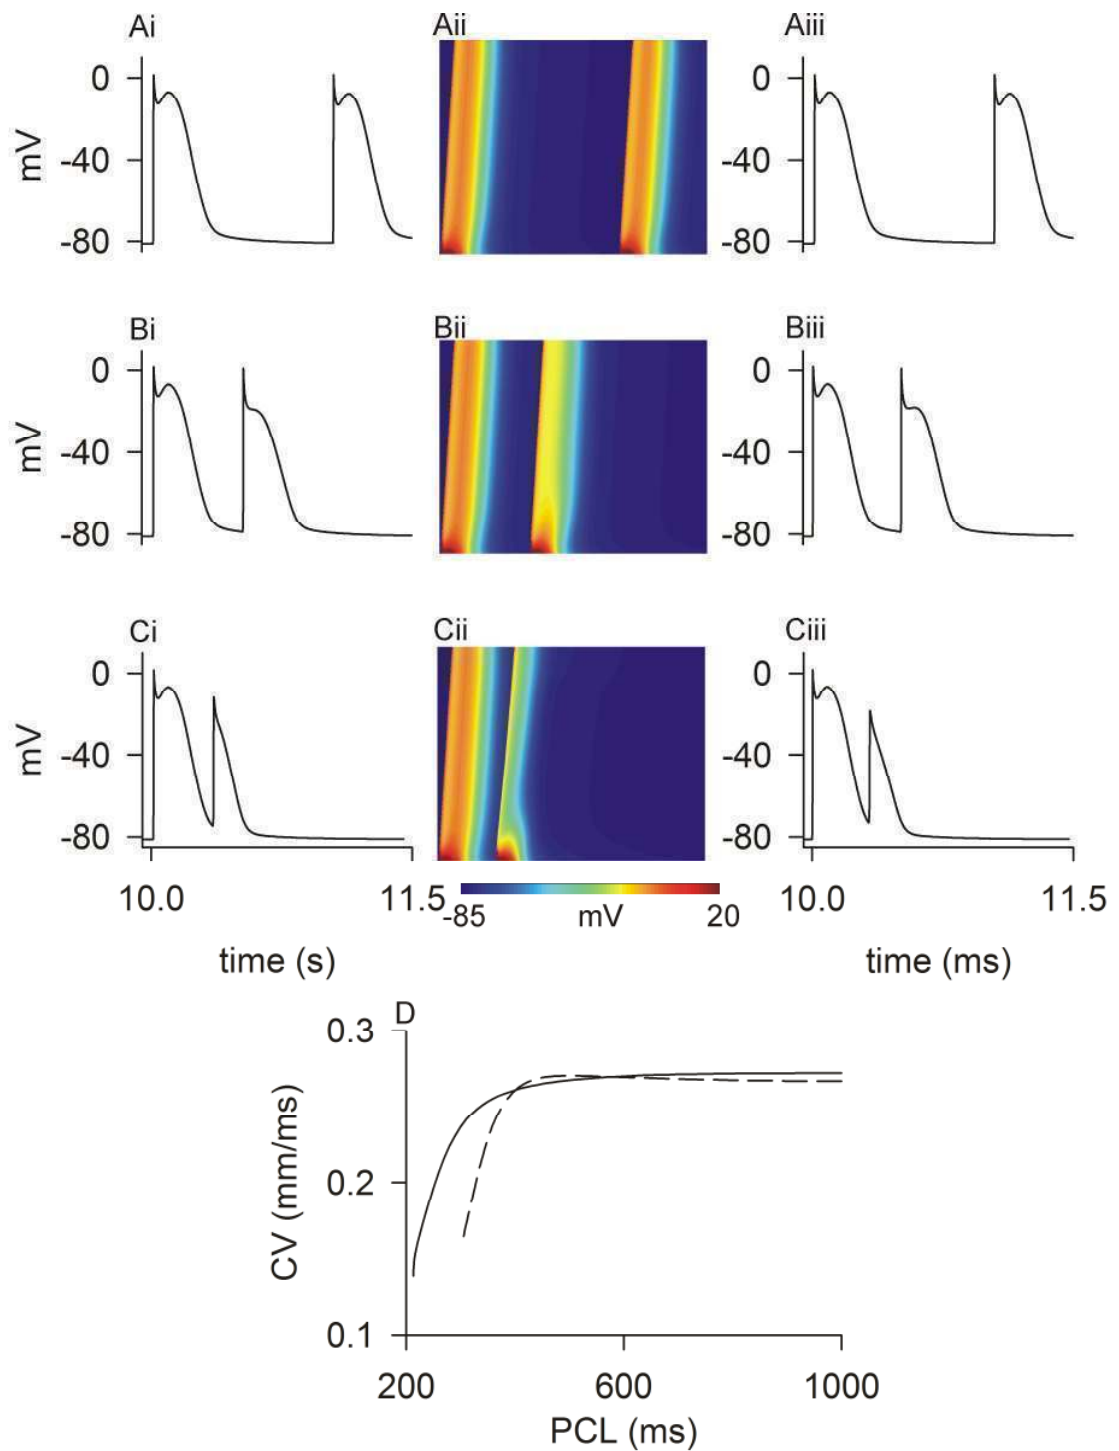 Ai
Aii
Aiii
0
-40
-80
mV
0
-40
-80
Bi
Bii
Biii
0
-40
-80
mV
0
-40
-80
Ci
Cii
Ciii
0
-40
-80
mV
0
-40
-80
10.0
11.5
-85
mV
20
10.0
11.5
time (s)
time (ms)
D
0.3
0.2
0.1
CV (mm/ms)
200
600
1000
PCL (ms)